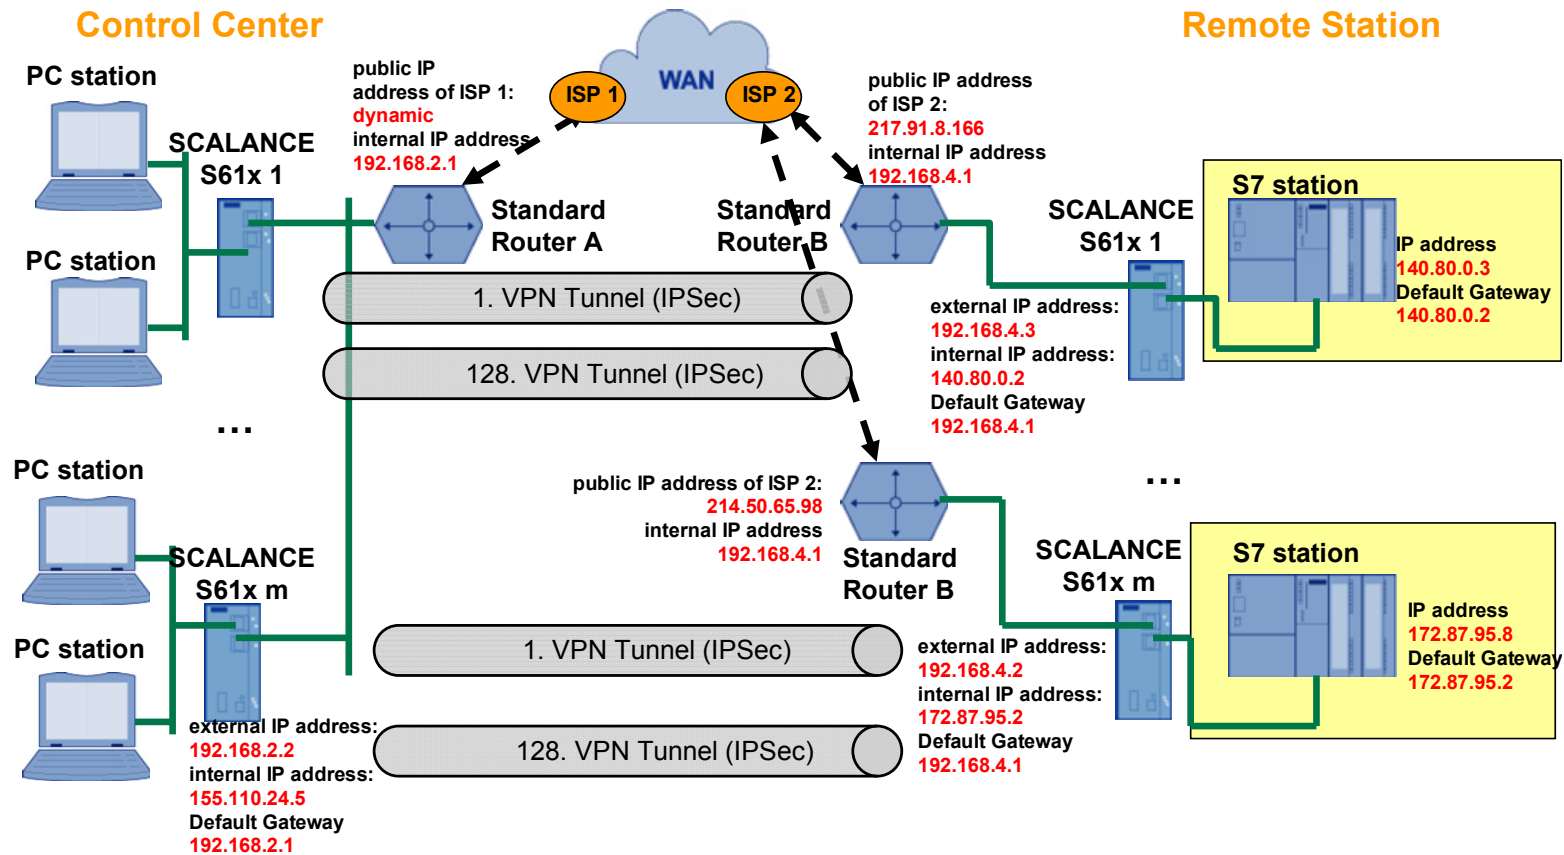 Control Center
Remote Station
PC station
public IP
address of ISP 1:
dynamic
internal IP address
192.168.2.1
WAN
ISP 1
ISP 2
public IP address
of ISP 2:
217.91.8.166
internal IP address
192.168.4.1
SCALANCE
S61x 1
Standard
Router A
Standard
Router B
SCALANCE
S61x 1
S7 station
IP address
140.80.0.3
Default Gateway
140.80.0.2
PC station
1. VPN Tunnel (IPSec)
128. VPN Tunnel (IPSec)
external IP address:
192.168.4.3
internal IP address:
140.80.0.2
Default Gateway
192.168.4.1
...
...
PC station
public IP address of ISP 2:
214.50.65.98
internal IP address
192.168.4.1
Standard
Router B
SCALANCE
S61x m
SCALANCE
S61x m
S7 station
IP address
172.87.95.8
Default Gateway
172.87.95.2
PC station
1. VPN Tunnel (IPSec)
128. VPN Tunnel (IPSec)
external IP address:
192.168.4.2
internal IP address:
172.87.95.2
Default Gateway
192.168.4.1
external IP address:
192.168.2.2
internal IP address:
155.110.24.5
Default Gateway
192.168.2.1